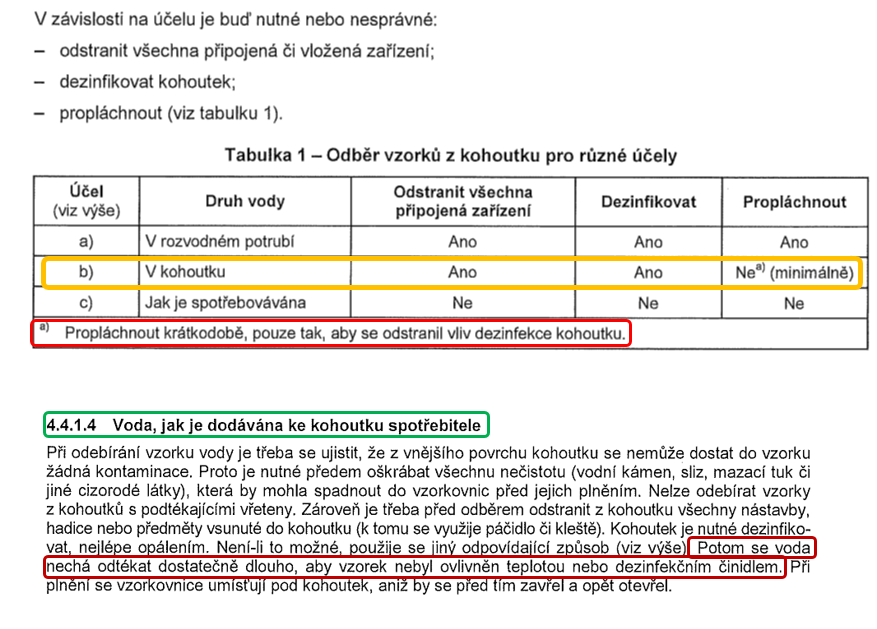 V závislosti na účelu je buď nutné nebo nesprávné:
– odstranit všechna připojená či vložená zařízení;
– dezinfikovat kohoutek;
– propláchnout (viz tabulku 1).
Tabulka 1 – Odběr vzorků z kohoutku pro různé účely
Účel (viz výše) Druh vody Odstranit všechna připojená zařízení Dezinfikovat Propláchnout
a) V rozvodném potrubí Ano Ano Ano
b) V kohoutku Ano Ano Ne a) (minimálně)
c) Jak je spotřebovávána Ne Ne Ne
a) Propláchnout krátkodobě, pouze tak, aby se odstranil vliv dezinfekce kohoutku.
4.4.1.4 Voda, jak je dodávána ke kohoutku spotřebitele
Při odebírání vzorku vody je třeba se ujistit, že z vnějšího povrchu kohoutku se nemůže dostat do vzorku
žádná kontaminace. Proto je nutné předem oškrábat všechnu nečistotu (vodní kámen, sliz, mazací tuk či
jiné cizorodé látky), která by mohla spadnout do vzorkovnic před jejich plněním. Nelze odebírat vzorky
z kohoutků s podtékajícími vřeteny. Zároveň je třeba před odběrem odstranit z kohoutku všechny nástavby,
hadice nebo předměty vsunuté do kohoutku (k tomu se využije páčidlo či kleště). Kohoutek je nutné dezinfiko-
vat, nejlépe opálením. Není-li to možné, použije se jiný odpovídající způsob (viz výše). Potom se voda
nechá odtékat dostatečně dlouho, aby vzorek nebyl ovlivněn teplotou nebo dezinfekčním činidlem. Při
plnění se vzorkovnice umísťují pod kohoutek, aniž by se před tím zavřel a opět otevřel.